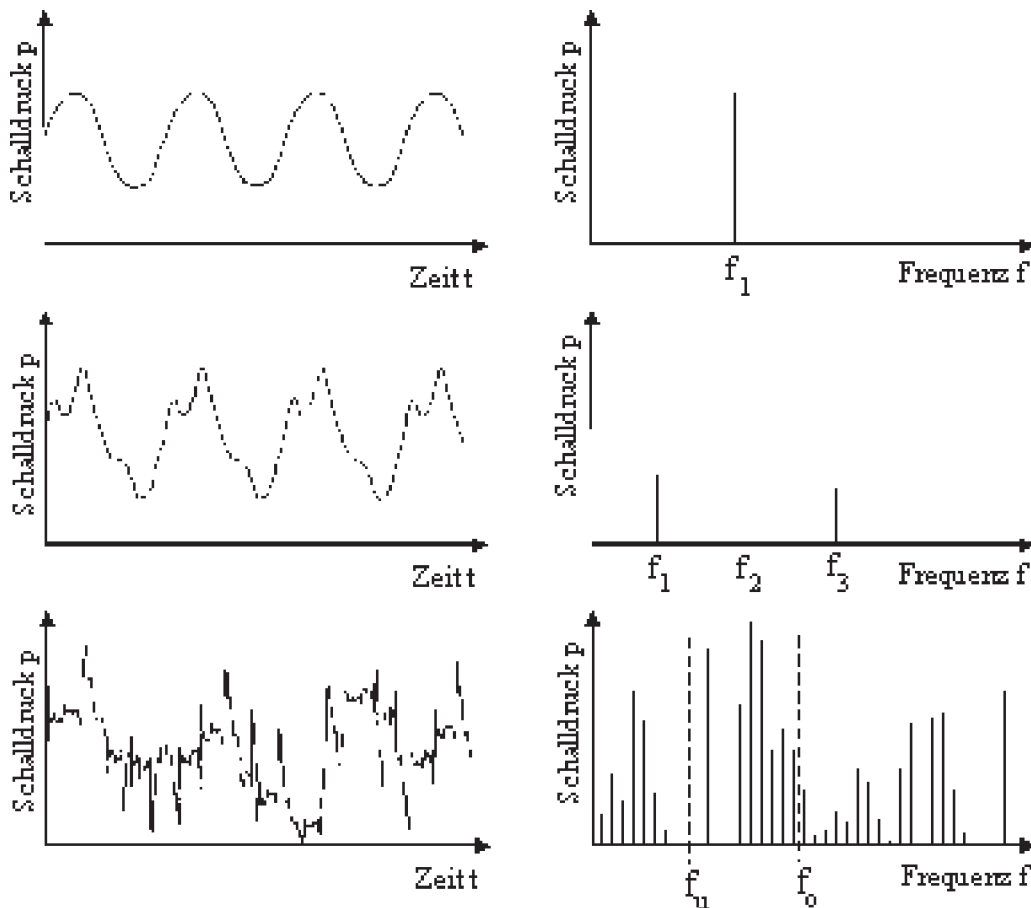 Schalldruck p
Zeit t
Schalldruck p
f1
Frequenz f
Schalldruck p
Zeit t
Schalldruck p
f1 f2 f3
Frequenz f
Schalldruck p
Zeit t
Schalldruck p
fu fo
Frequenz f